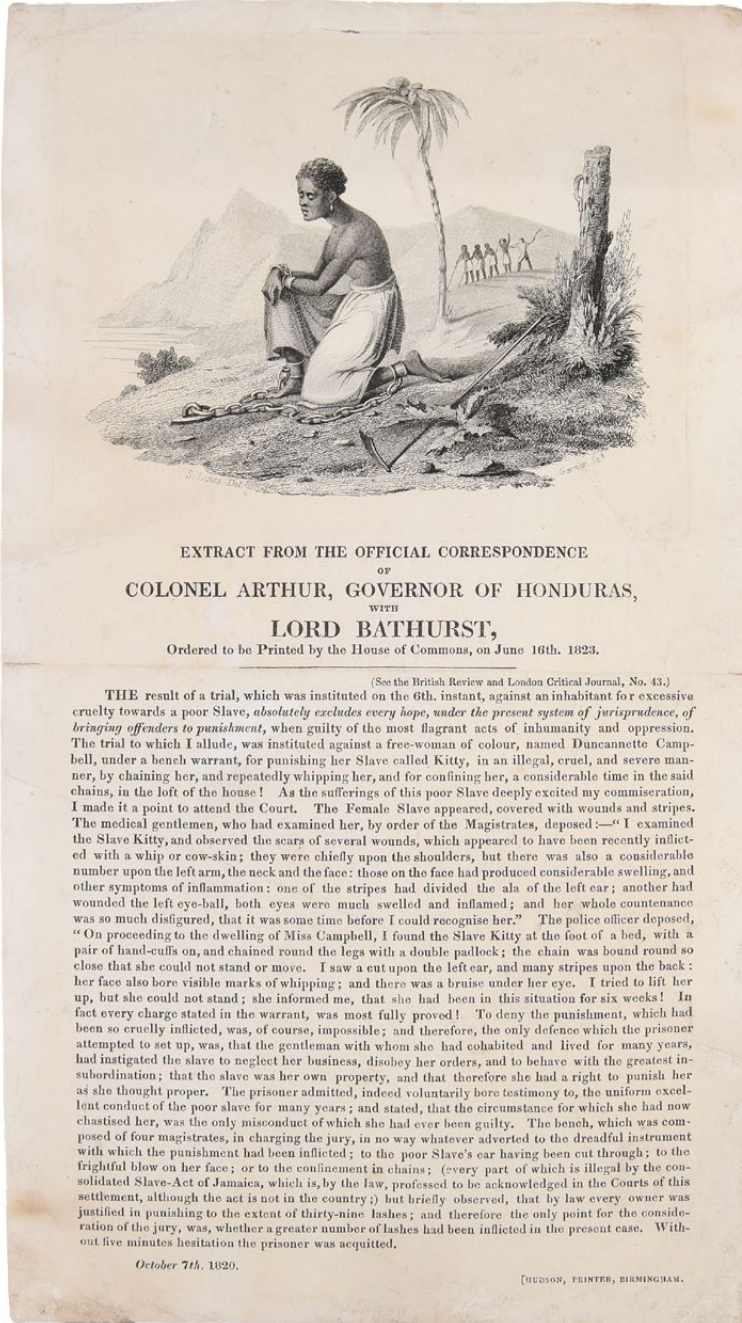 S. Lines Del
Garner Sc.
EXTRACT FROM THE OFFICIAL CORRESPONDENCE
OF
COLONEL ARTHUR, GOVERNOR OF HONDURAS,
WITH
LORD BATHURST,
Ordered to be Printed by the House of Commons, on June 16th. 1823.
(See the British Review and London Critical Journal, No. 43.)
THE result of a trial, which was instituted on the 6th. instant, against an inhabitant for excessive
cruelty towards a poor Slave, absolutely excludes every hope, under the present system of jurisprudence, of
bringing offenders to punishment, when guilty of the most flagrant acts of inhumanity and oppression.
The trial to which I allude, was instituted against a free-woman of colour, named Duncannette Camp-
bell, under a bench warrant, for punishing her Slave called Kitty, in an illegal, cruel, and severe man-
ner, by chaining her, and repeatedly whipping her, and for confining her, a considerable time in the said
chains, in the loft of the house! As the sufferings of this poor Slave deeply excited my commiseration,
I made it a point to attend the Court. The Female Slave appeared, covered with wounds and stripes.
The medical gentlemen, who had examined her, by order of the Magistrates, deposed:—“ I examined
the Slave Kitty, and observed the scars of several wounds, which appeared to have been recently inflict-
ed with a whip or cow-skin; they were chiefly upon the shoulders, but there was also a considerable
number upon the left arm, the neck and the face: those on the face had produced considerable swelling, and
other symptoms of inflammation: one of the stripes had divided the ala of the left ear; another had
wounded the left eye-ball, both eyes were much swelled and inflamed; and her whole countenance
was so much disfigured, that it was some time before I could recognise her.” The police officer deposed,
“ On proceeding to the dwelling of Miss Campbell, I found the Slave Kitty at the foot of a bed, with a
pair of hand-cuffs on, and chained round the legs with a double padlock; the chain was bound round so
close that she could not stand or move. I saw a cut upon the left ear, and many stripes upon the back:
her face also bore visible marks of whipping; and there was a bruise under her eye. I tried to lift her
up, but she could not stand; she informed me, that she had been in this situation for six weeks! In
fact every charge stated in the warrant, was most fully proved! To deny the punishment, which had
been so cruelly inflicted, was, of course, impossible; and therefore, the only defence which the prisoner
attempted to set up, was, that the gentleman with whom she had cohabited and lived for many years,
had instigated the slave to neglect her business, disobey her orders, and to behave with the greatest in-
subordination; that the slave was her own property, and that therefore she had a right to punish her
as she thought proper. The prisoner admitted, indeed voluntarily bore testimony to, the uniform excel-
lent conduct of the poor slave for many years; and stated, that the circumstance for which she had now
chastised her, was the only misconduct of which she had ever been guilty. The bench, which was com-
posed of four magistrates, in charging the jury, in no way whatever adverted to the dreadful instrument
with which the punishment had been inflicted; to the poor Slave's ear having been cut through; to the
frightful blow on her face; or to the confinement in chains; (every part of which is illegal by the con-
solidated Slave-Act of Jamaica, which is, by the law, professed to be acknowledged in the Courts of this
settlement, although the act is not in the country;) but briefly observed, that by law every owner was
justified in punishing to the extent of thirty-nine lashes; and therefore the only point for the conside-
ration of the jury, was, whether a greater number of lashes had been inflicted in the present case. With-
out five minutes hesitation the prisoner was acquitted.
October 7th. 1820.
[HUDSON, PRINTER, BIRMINGHAM.